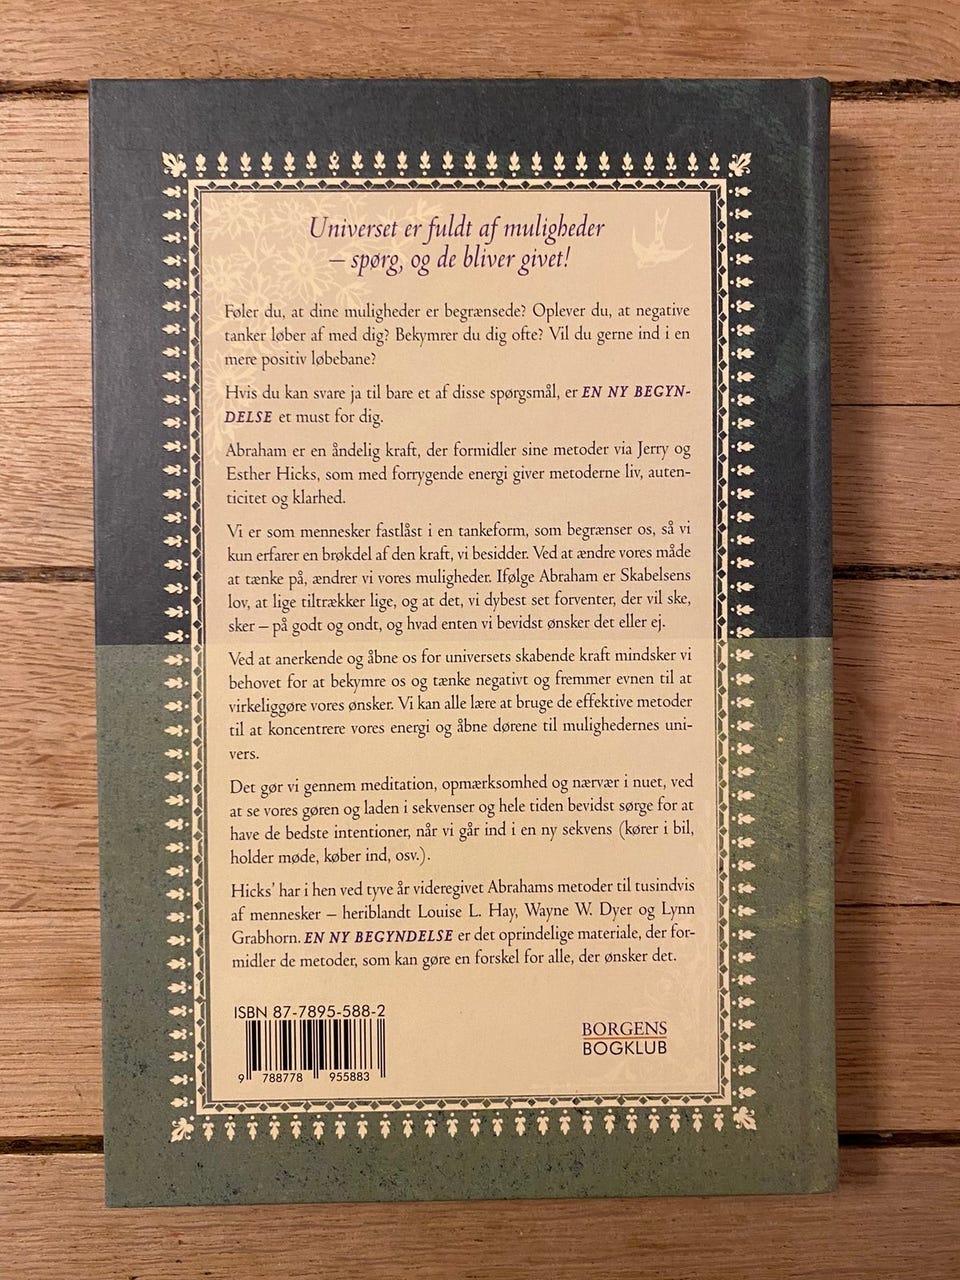 Universet er fuldt af muligheder
– spørg, og de bliver givet!
Føler du, at dine muligheder er begrænsede? Oplever du, at negative
tanker løber af med dig? Bekymrer du dig ofte? Vil du gerne ind i en
mere positiv løbebane?
Hvis du kan svare ja til bare et af disse spørgsmål, er EN NY BEGYN-
DELSE et must for dig.
Abraham er en åndelig kraft, der formidler sine metoder via Jerry og
Esther Hicks, som med forrygende energi giver metoderne liv, auten-
ticitet og klarhed.
Vi er som mennesker fastlåst i en tankeform, som begrænser os, så vi
kun erfarer en brøkdel af den kraft, vi besidder. Ved at ændre vores måde
at tænke på, ændrer vi vores muligheder. Ifølge Abraham er Skabelsens
lov, at lige tiltrækker lige, og at det, vi dybest set forventer, der vil ske,
sker – på godt og ondt, og hvad enten vi bevidst ønsker det eller ej.
Ved at anerkende og åbne os for universets skabende kraft mindsker vi
behovet for at bekymre os og tænke negativt og fremmer evnen til at
virkeliggøre vores ønsker. Vi kan alle lære at bruge de effektive metoder
til at koncentrere vores energi og åbne dørene til mulighedernes uni-
vers.
Det gør vi gennem meditation, opmærksomhed og nærvær i nuet, ved
at se vores gøren og laden i sekvenser og hele tiden bevidst sørge for at
have de bedste intentioner, når vi går ind i en ny sekvens (kører i bil,
holder møde, køber ind, osv.).
Hicks' har i hen ved tyve år videregivet Abrahams metoder til tusindvis
af mennesker – heriblandt Louise L. Hay, Wayne W. Dyer og Lynn
Grabhorn. EN NY BEGYNDELSE er det oprindelige materiale, der for-
midler de metoder, som kan gøre en forskel for alle, der ønsker det.
ISBN 87-7895-588-2
9 788778 955883
BORGENS
BOGKLUB